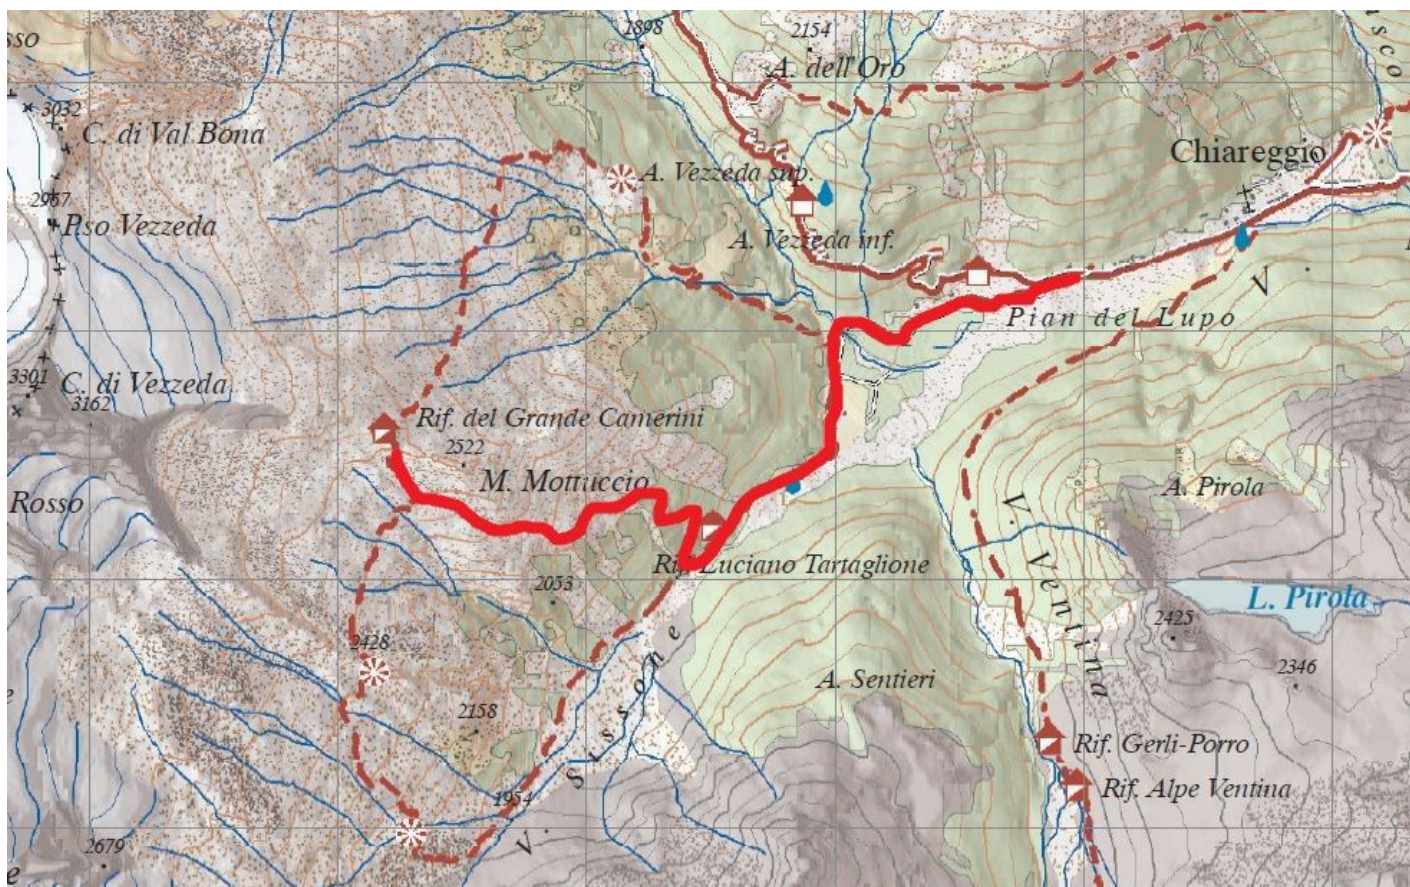 1898
2154
sso
A. dell'Oro
sco
3032
C. di Val Bona
Chiareggio
A. Vezzeda sup.
2967
P.so Vezzeda
A. Vezzeda inf.
V.
Pian del Lupo
3301
C. di Vezzeda
3162
Rif. del Grande Camerini
2522
M. Mottuccio
A. Pirola
Rosso
V. Ventina
Rif. Luciano Tartaglione
2053
L. Pirola
2425
2428
2346
A. Sentieri
2158
V. Sissone
Rif. Gerli-Porro
1954
Rif. Alpe Ventina
2679
e